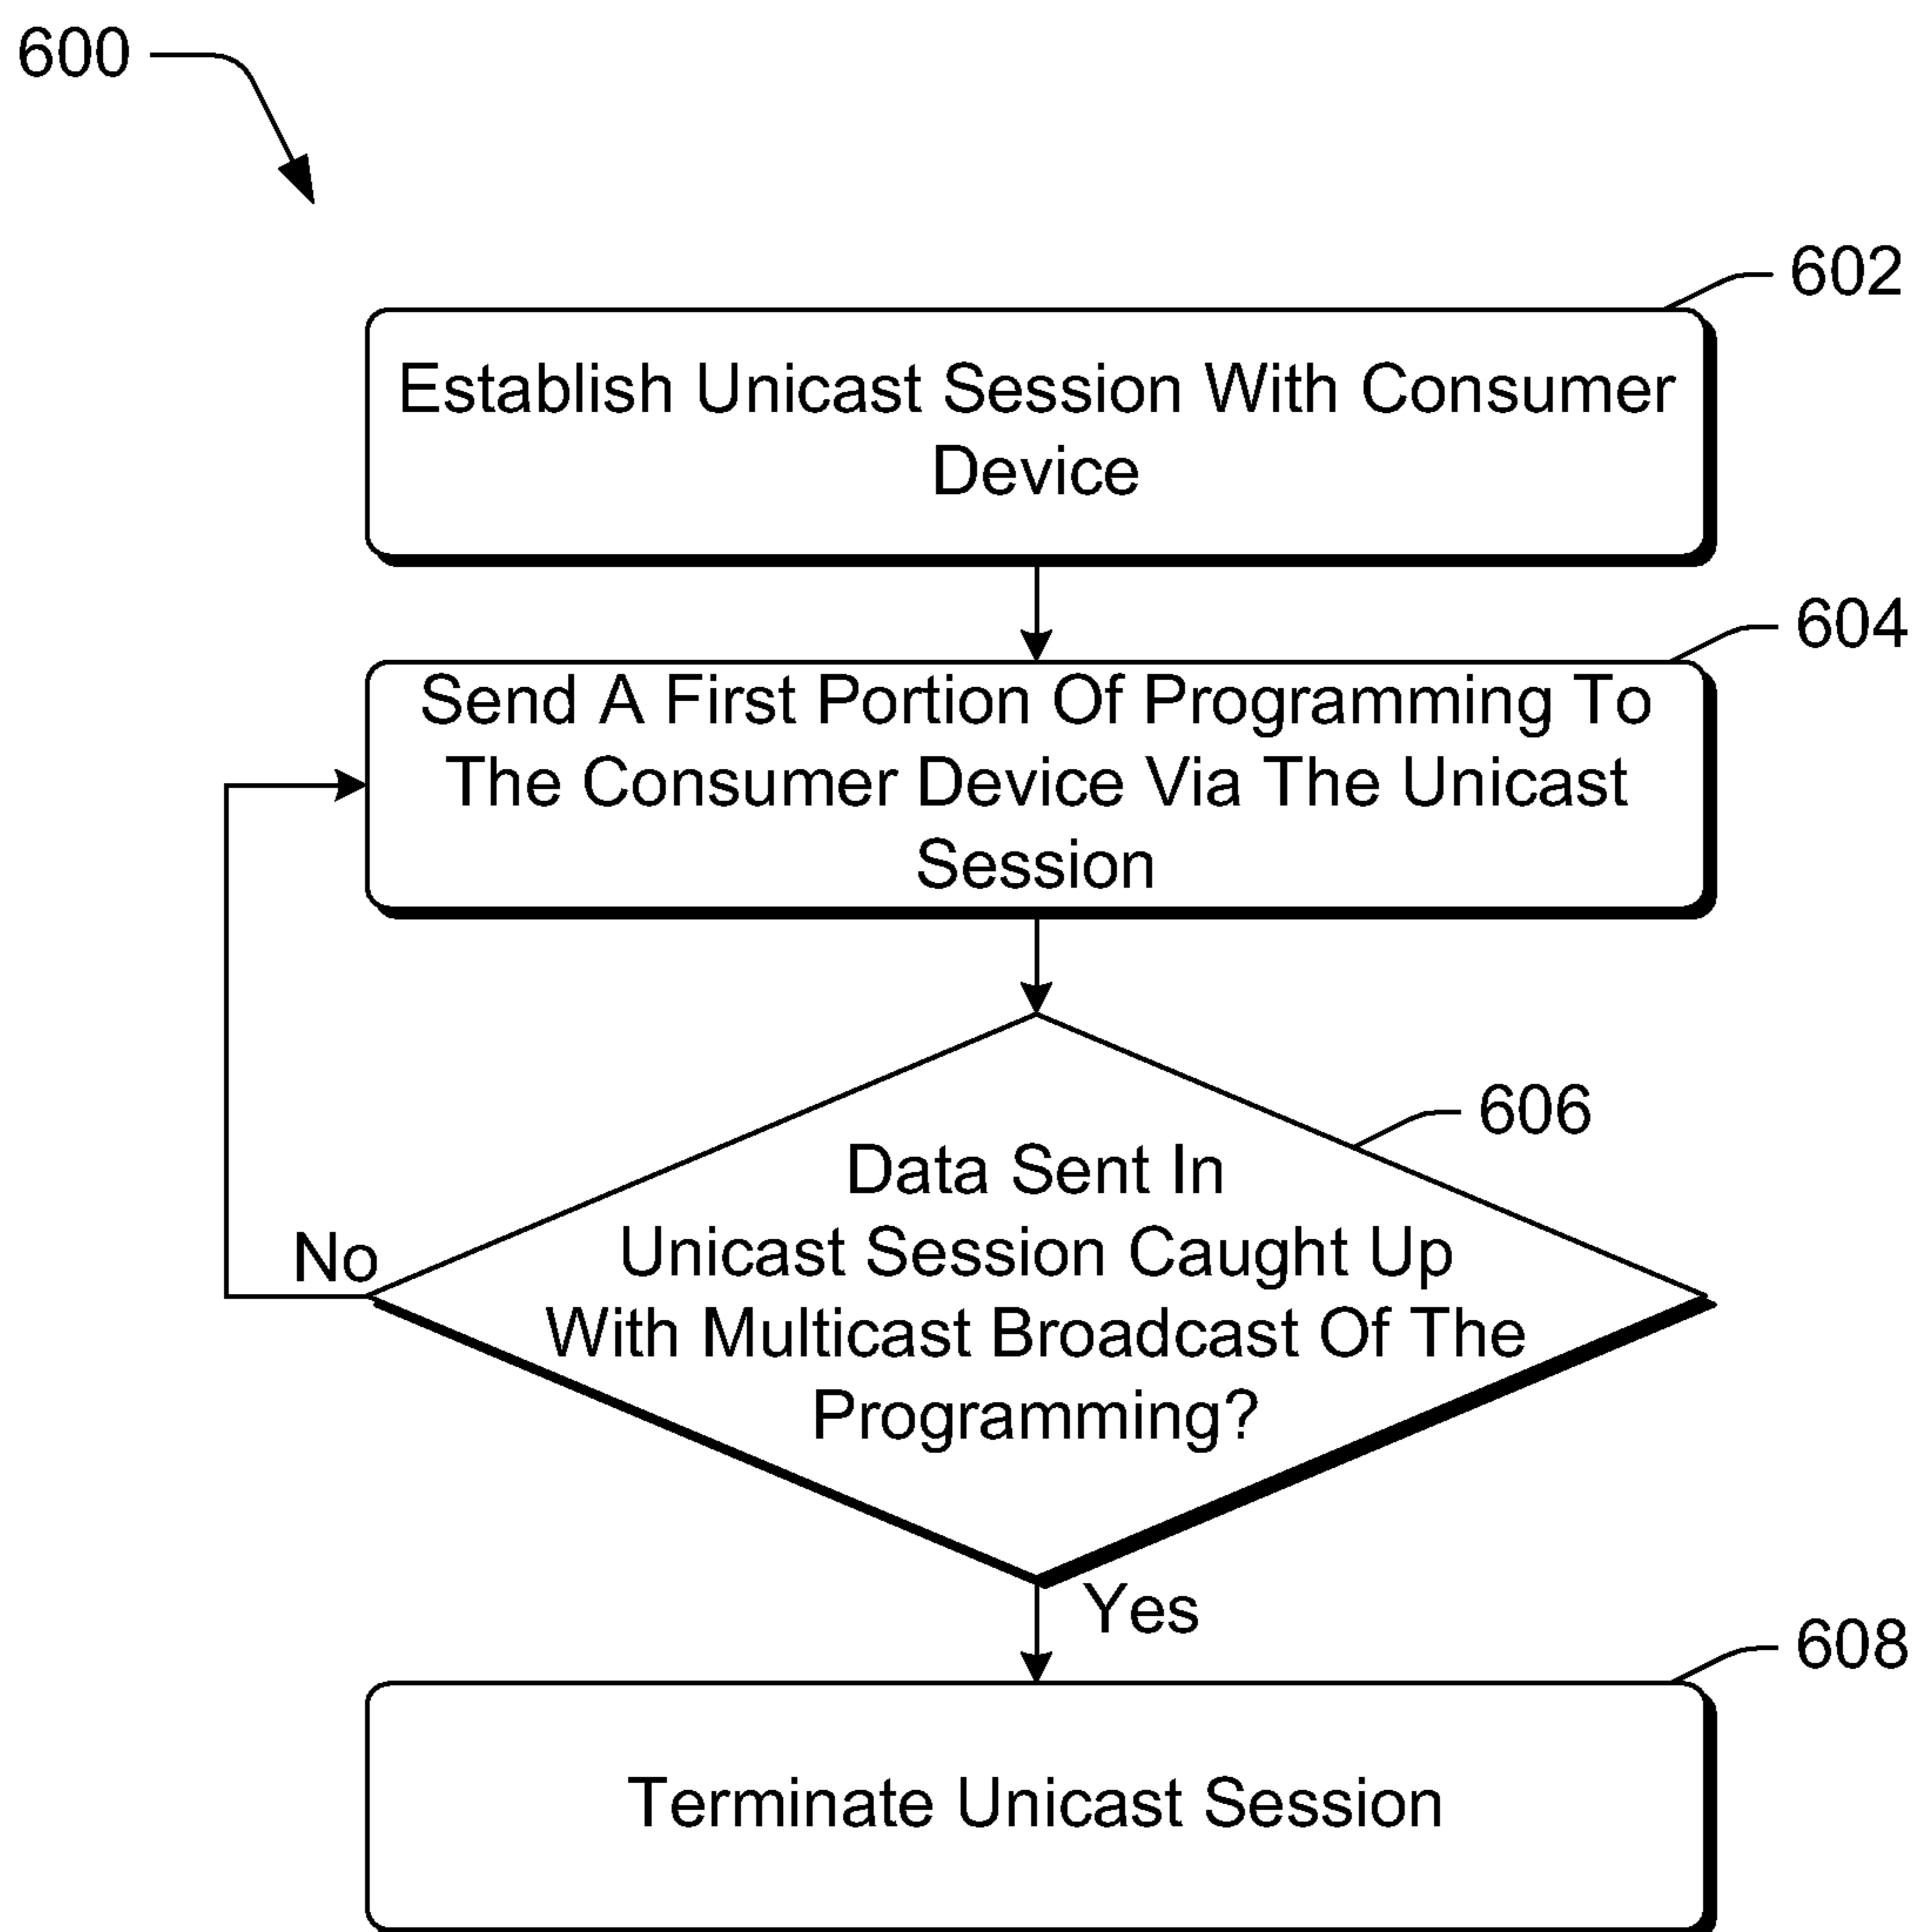 600
602
Establish Unicast Session With Consumer
Device
604
Send A First Portion Of Programming To
The Consumer Device Via The Unicast
Session
606
Data Sent In
Unicast Session Caught Up
With Multicast Broadcast Of The
Programming?
No
Yes
608
Terminate Unicast Session